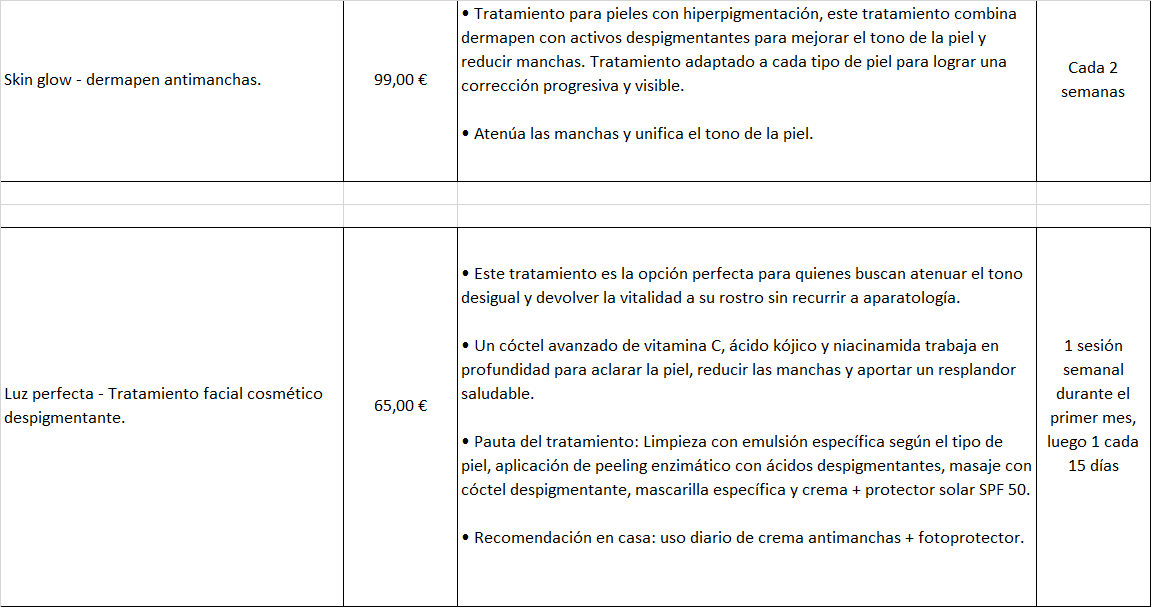 • Tratamiento para pieles con hiperpigmentación, este tratamiento combina
dermapen con activos despigmentantes para mejorar el tono de la piel y
reducir manchas. Tratamiento adaptado a cada tipo de piel para lograr una
corrección progresiva y visible.
• Atenúa las manchas y unifica el tono de la piel.
Skin glow - dermapen antimanchas.
99,00 €
Cada 2
semanas
Luz perfecta - Tratamiento facial cosmético
despigmentante.
65,00 €
• Este tratamiento es la opción perfecta para quienes buscan atenuar el tono
desigual y devolver la vitalidad a su rostro sin recurrir a aparatología.
• Un cóctel avanzado de vitamina C, ácido kójico y niacinamida trabaja en
profundidad para aclarar la piel, reducir las manchas y aportar un resplandor
saludable.
• Pauta del tratamiento: Limpieza con emulsión específica según el tipo de
piel, aplicación de peeling enzimático con ácidos despigmentantes, masaje con
cóctel despigmentante, mascarilla específica y crema + protector solar SPF 50.
• Recomendación en casa: uso diario de crema antimanchas + fotoprotector.
1 sesión
semanal
durante el
primer mes,
luego 1 cada
15 días